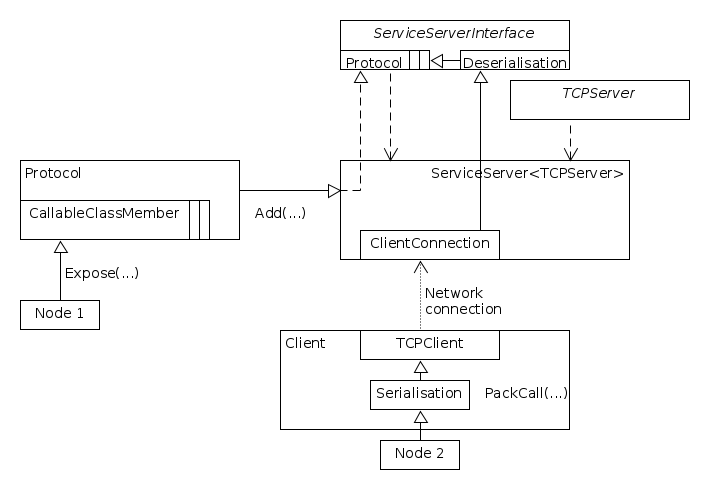 ServiceServerInterface
Protocol
Deserialisation
TCPServer
Protocol
ServiceServer<TCPServer>
CallableClassMember
Add(...)
ClientConnection
Expose(...)
Network
connection
Node 1
Client
TCPClient
Serialisation
PackCall(...)
Node 2